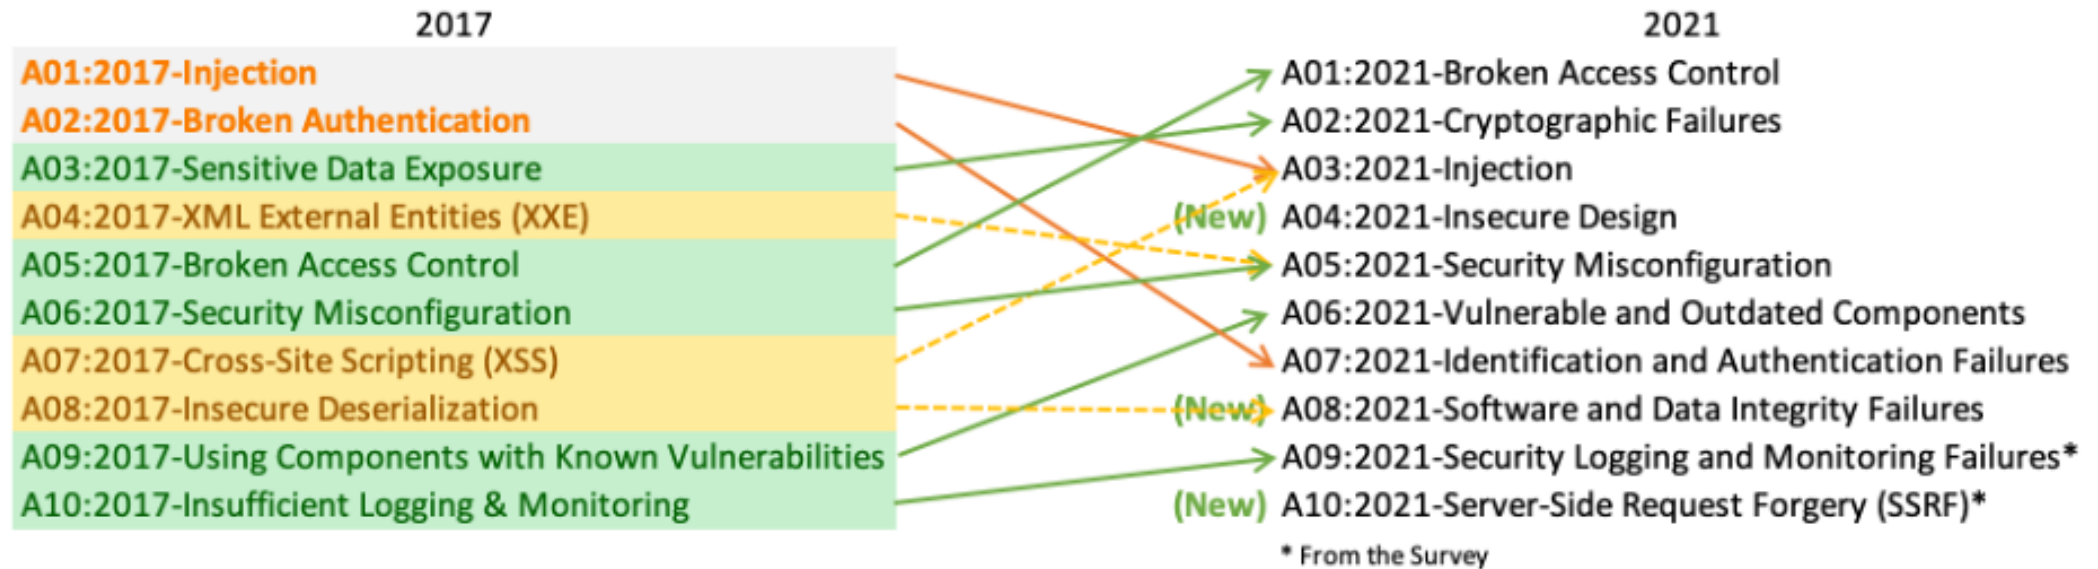 2017
A01:2017-Injection
A02:2017-Broken Authentication
A03:2017-Sensitive Data Exposure
A04:2017-XML External Entities (XXE)
A05:2017-Broken Access Control
A06:2017-Security Misconfiguration
A07:2017-Cross-Site Scripting (XSS)
A08:2017-Insecure Deserialization
A09:2017-Using Components with Known Vulnerabilities
A10:2017-Insufficient Logging & Monitoring
2021
A01:2021-Broken Access Control
A02:2021-Cryptographic Failures
A03:2021-Injection
(New) A04:2021-Insecure Design
A05:2021-Security Misconfiguration
A06:2021-Vulnerable and Outdated Components
A07:2021-Identification and Authentication Failures
(New) A08:2021-Software and Data Integrity Failures
A09:2021-Security Logging and Monitoring Failures*
(New) A10:2021-Server-Side Request Forgery (SSRF)*
* From the Survey